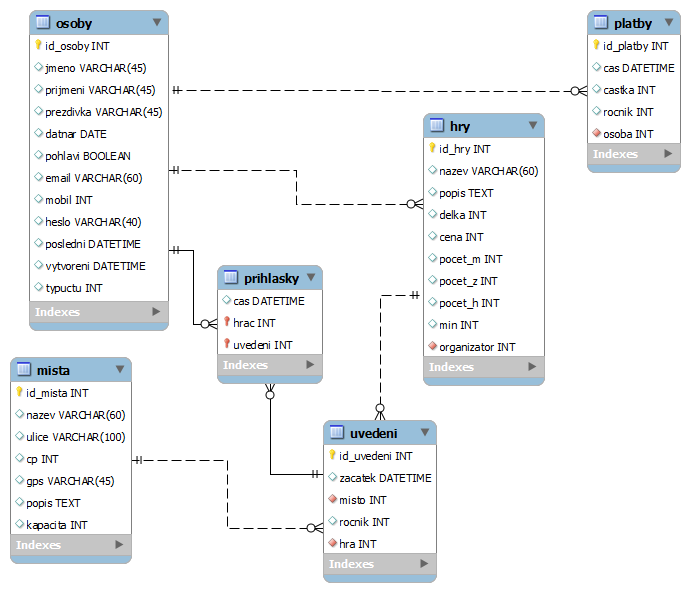 osoby
id_osoby INT
jmeno VARCHAR(45)
prijmeni VARCHAR(45)
prezdivka VARCHAR(45)
datnar DATE
pohlavi BOOLEAN
email VARCHAR(60)
mobil INT
heslo VARCHAR(40)
posledni DATETIME
vytvoreni DATETIME
typuctu INT
Indexes
platby
id_platby INT
cas DATETIME
castka INT
rocnik INT
osoba INT
Indexes
hry
id_hry INT
nazev VARCHAR(60)
popis TEXT
delka INT
cena INT
pocet_m INT
pocet_z INT
pocet_h INT
min INT
organizator INT
Indexes
prihlasky
cas DATETIME
hrac INT
uvedeni INT
Indexes
mista
id_mista INT
nazev VARCHAR(60)
ulice VARCHAR(100)
cp INT
gps VARCHAR(45)
popis TEXT
kapacita INT
Indexes
uvedeni
id_uvedeni INT
zacatek DATETIME
misto INT
rocnik INT
hra INT
Indexes